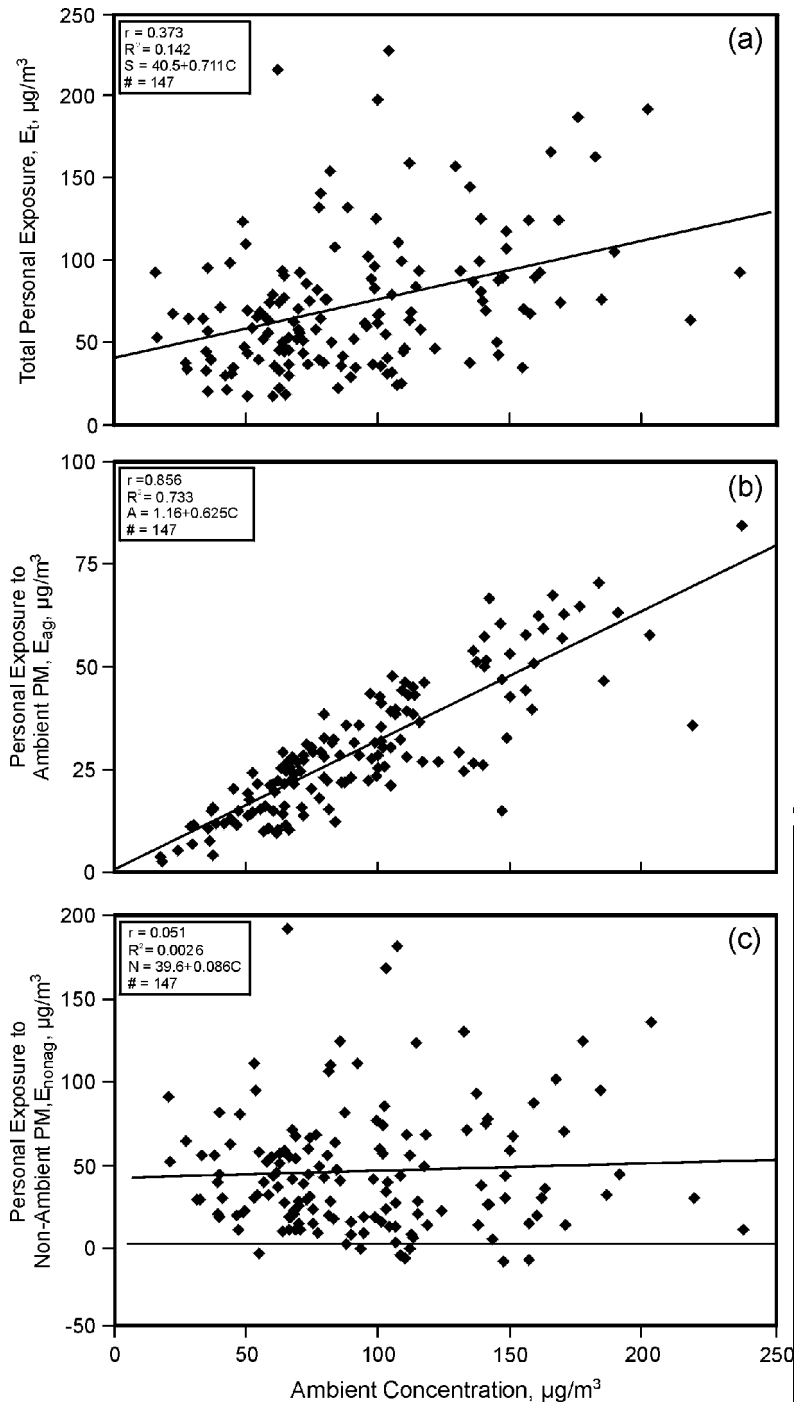 250
200
150
100
50
0
Total Personal Exposure, Eₜ, µg/m³
r = 0.373
R² = 0.142
S = 40.5+0.711C
# = 147
(a)
100
75
50
25
0
Personal Exposure to
Ambient PM, Eag, µg/m³
r =0.856
R² = 0.733
A = 1.16+0.625C
# = 147
(b)
200
150
100
50
0
-50
Personal Exposure to
Non-Ambient PM,Enonag, µg/m³
r = 0.051
R² = 0.0026
N = 39.6+0.086C
# = 147
(c)
0 50 100 150 200 250
Ambient Concentration, µg/m³